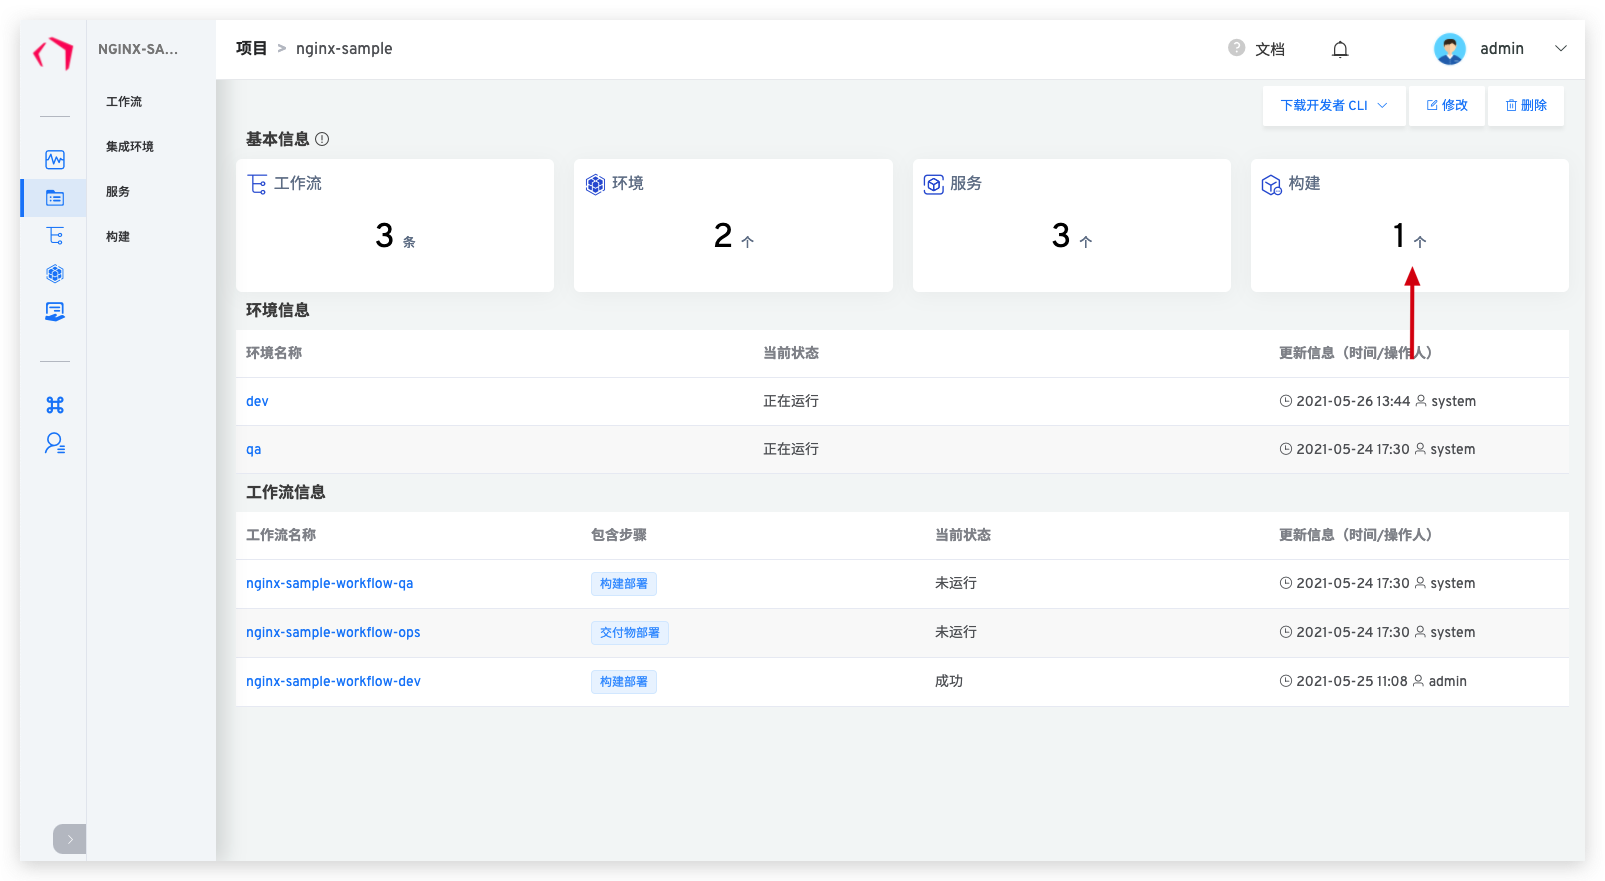 NGINX-SA...
工作流
集成环境
服务
构建
项目 > nginx-sample
? 文档
admin
下载开发者 CLI
修改
删除
基本信息
工作流
3 条
环境
2 个
服务
3 个
构建
1 个
环境信息
环境名称 当前状态 更新信息（时间/操作人）
dev 正在运行 2021-05-26 13:44 system
qa 正在运行 2021-05-24 17:30 system
工作流信息
工作流名称 包含步骤 当前状态 更新信息（时间/操作人）
nginx-sample-workflow-qa 构建部署 未运行 2021-05-24 17:30 system
nginx-sample-workflow-ops 交付物部署 未运行 2021-05-24 17:30 system
nginx-sample-workflow-dev 构建部署 成功 2021-05-25 11:08 admin